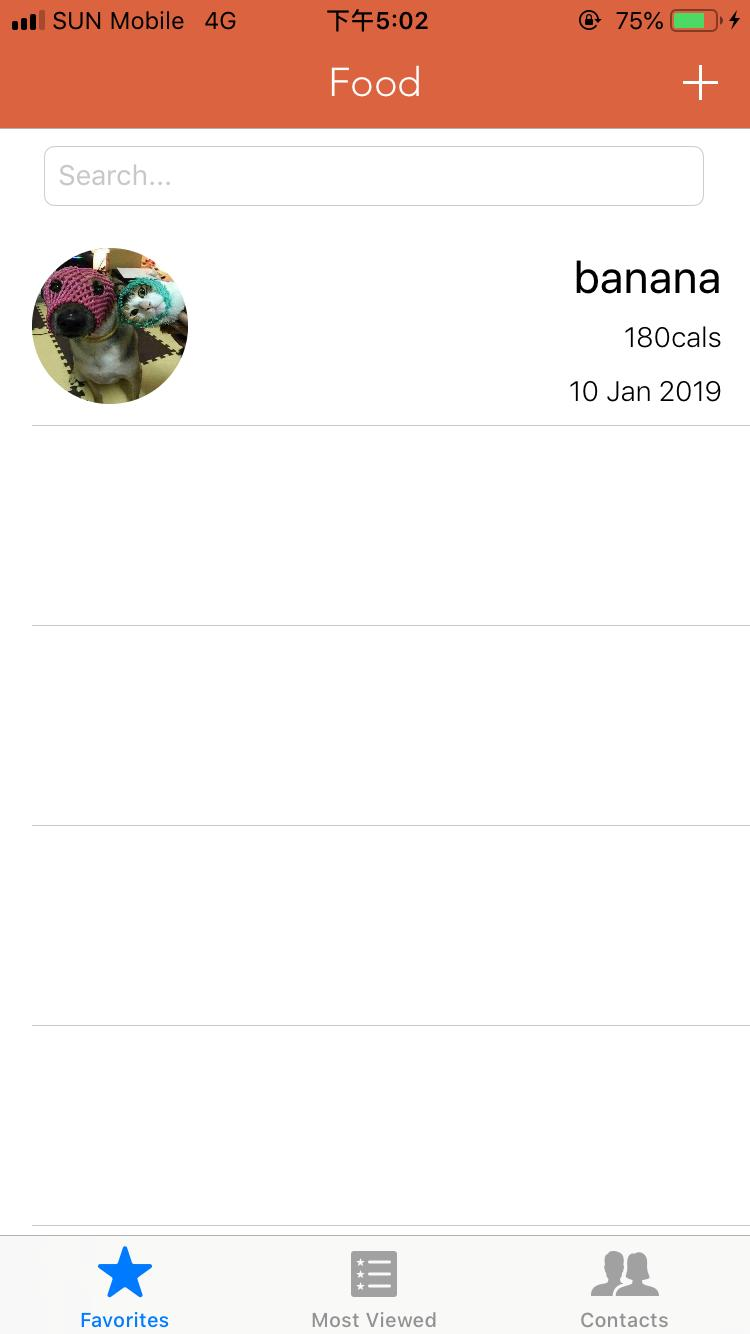 SUN Mobile 4G 下午5:02 75%
Food
Search...
banana
180cals
10 Jan 2019
Favorites Most Viewed Contacts